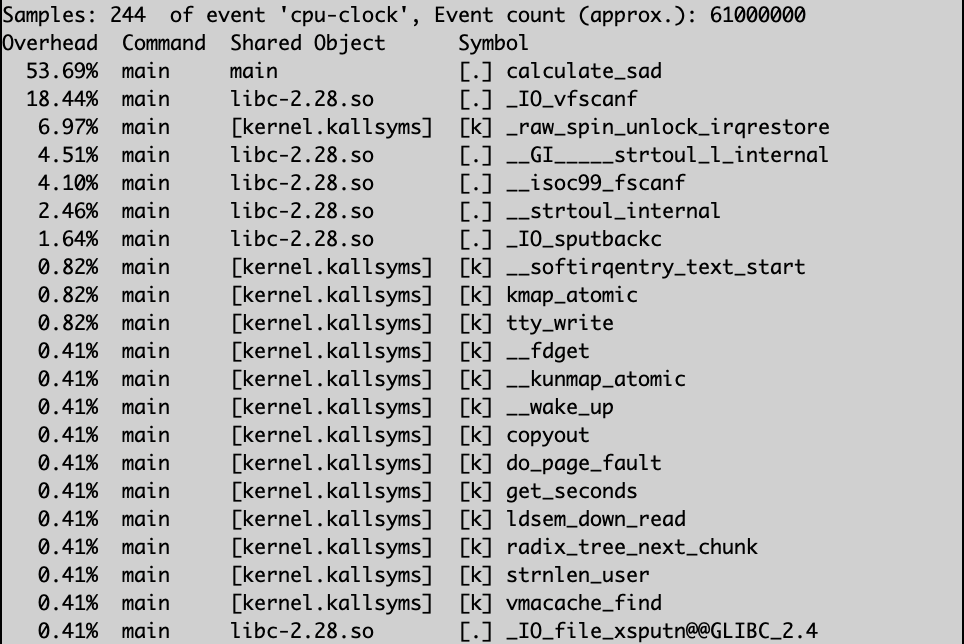 Samples: 244  of event 'cpu-clock', Event count (approx.): 61000000
Overhead  Command  Shared Object      Symbol
  53.69%  main     main               [.] calculate_sad
  18.44%  main     libc-2.28.so       [.] _IO_vfscanf
   6.97%  main     [kernel.kallsyms]  [k] _raw_spin_unlock_irqrestore
   4.51%  main     libc-2.28.so       [.] __GI_____strtoul_l_internal
   4.10%  main     libc-2.28.so       [.] __isoc99_fscanf
   2.46%  main     libc-2.28.so       [.] __strtoul_internal
   1.64%  main     libc-2.28.so       [.] _IO_sputbackc
   0.82%  main     [kernel.kallsyms]  [k] __softirqentry_text_start
   0.82%  main     [kernel.kallsyms]  [k] kmap_atomic
   0.82%  main     [kernel.kallsyms]  [k] tty_write
   0.41%  main     [kernel.kallsyms]  [k] __fdget
   0.41%  main     [kernel.kallsyms]  [k] __kunmap_atomic
   0.41%  main     [kernel.kallsyms]  [k] __wake_up
   0.41%  main     [kernel.kallsyms]  [k] copyout
   0.41%  main     [kernel.kallsyms]  [k] do_page_fault
   0.41%  main     [kernel.kallsyms]  [k] get_seconds
   0.41%  main     [kernel.kallsyms]  [k] ldsem_down_read
   0.41%  main     [kernel.kallsyms]  [k] radix_tree_next_chunk
   0.41%  main     [kernel.kallsyms]  [k] strnlen_user
   0.41%  main     [kernel.kallsyms]  [k] vmacache_find
   0.41%  main     libc-2.28.so       [.] _IO_file_xsputn@@GLIBC_2.4